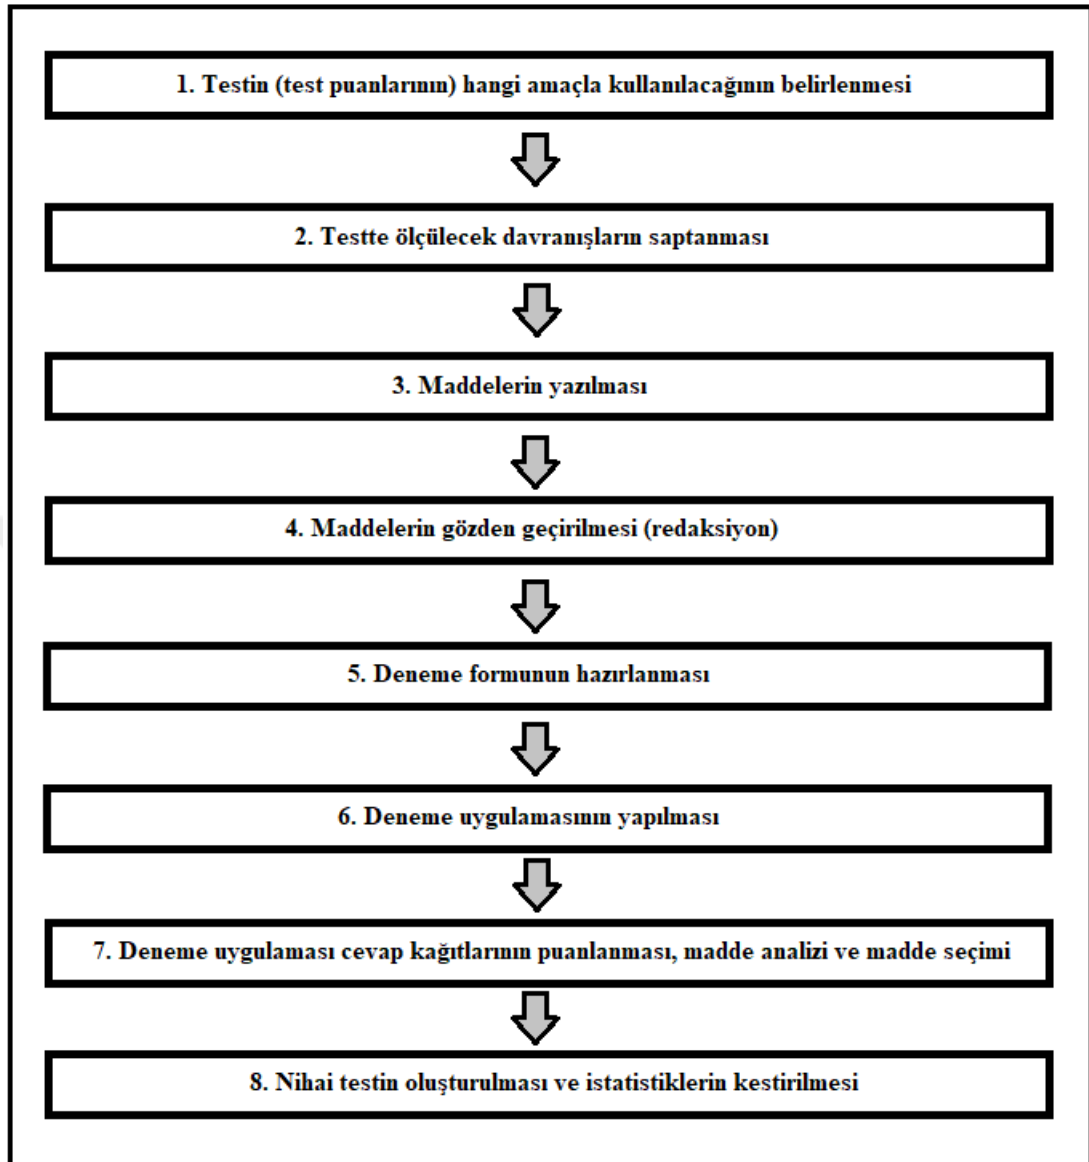 1. Testin (test puanlarının) hangi amaçla kullanılacağının belirlenmesi
2. Testte ölçülecek davranışların saptanması
3. Maddelerin yazılması
4. Maddelerin gözden geçirilmesi (redaksiyon)
5. Deneme formunun hazırlanması
6. Deneme uygulamasının yapılması
7. Deneme uygulaması cevap kağıtlarının puanlanması, madde analizi ve madde seçimi
8. Nihai testin oluşturulması ve istatistiklerin kestirilmesi